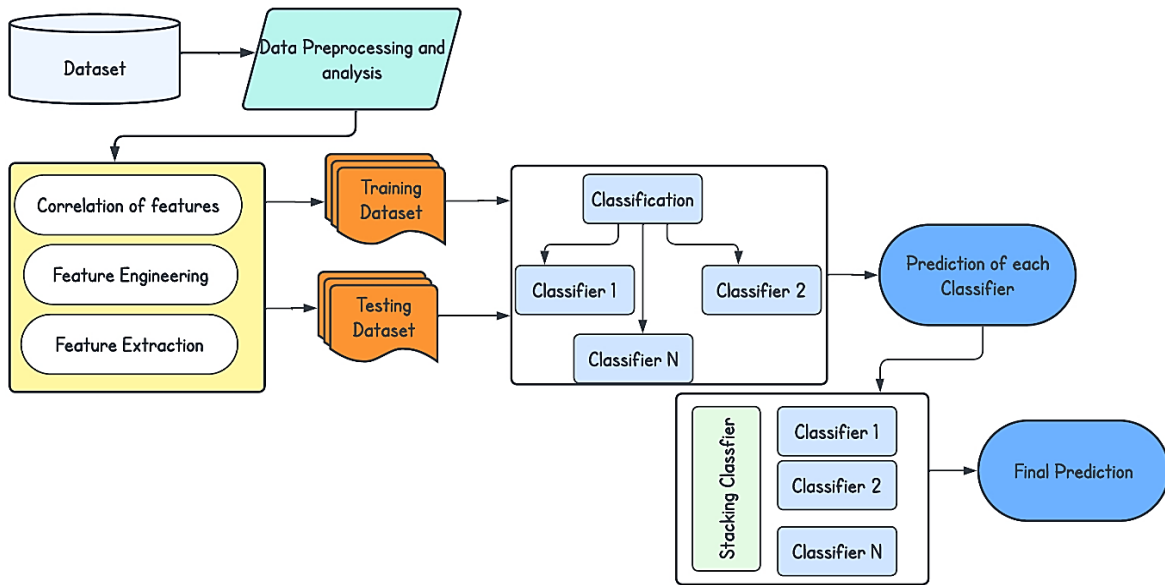 Dataset
Data Preprocessing and
analysis
Correlation of features
Feature Engineering
Feature Extraction
Training
Dataset
Testing
Dataset
Classification
Classifier 1
Classifier 2
Classifier N
Prediction of each
Classifier
Stacking Classfier
Classifier 1
Classifier 2
Classifier N
Final Prediction